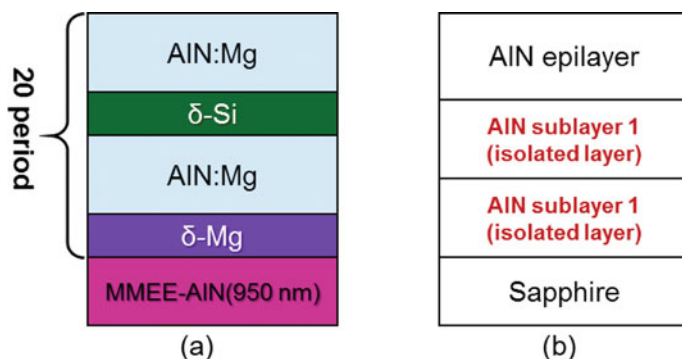 20 period
AlN:Mg
δ-Si
AlN:Mg
δ-Mg
MMEE-AlN(950 nm)
(a)
AlN epilayer
AlN sublayer 1
(isolated layer)
AlN sublayer 1
(isolated layer)
Sapphire
(b)